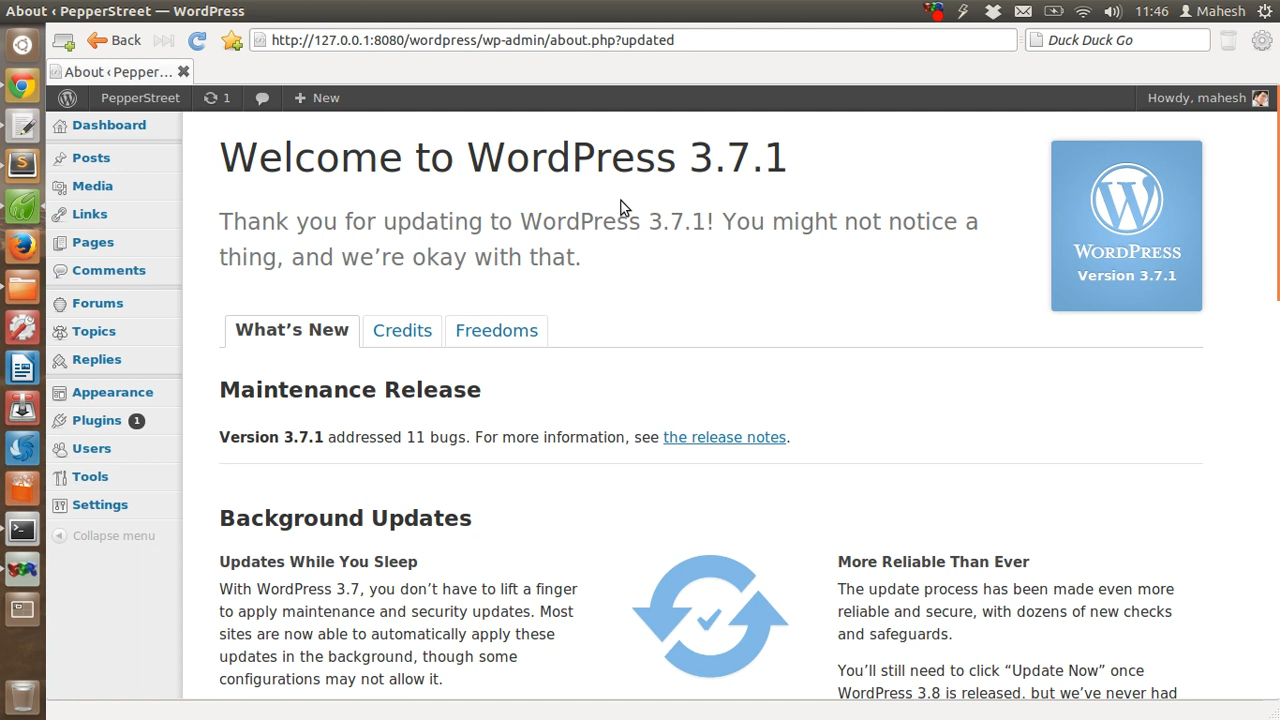 About ‹ PepperStreet — WordPress
11:46 Mahesh
Back
http://127.0.0.1:8080/wordpress/wp-admin/about.php?updated
Duck Duck Go
About ‹ Pepper...
PepperStreet 1 New
Howdy, mahesh
Dashboard
Posts
Media
Links
Pages
Comments
Forums
Topics
Replies
Appearance
Plugins 1
Users
Tools
Settings
Collapse menu
Welcome to WordPress 3.7.1
Thank you for updating to WordPress 3.7.1! You might not notice a
thing, and we’re okay with that.
WORDPRESS
Version 3.7.1
What’s New Credits Freedoms
Maintenance Release
Version 3.7.1 addressed 11 bugs. For more information, see the release notes.
Background Updates
Updates While You Sleep
With WordPress 3.7, you don’t have to lift a finger
to apply maintenance and security updates. Most
sites are now able to automatically apply these
updates in the background, though some
configurations may not allow it.
More Reliable Than Ever
The update process has been made even more
reliable and secure, with dozens of new checks
and safeguards.
You’ll still need to click “Update Now” once
WordPress 3.8 is released, but we’ve never had